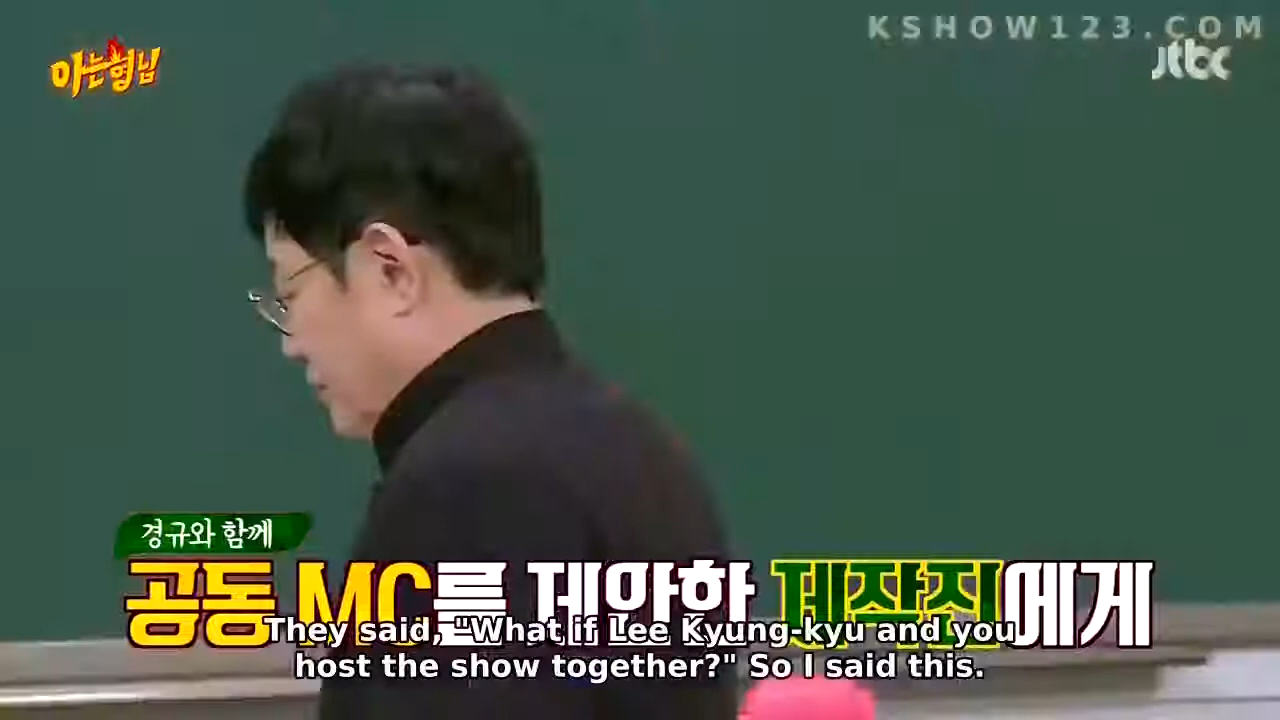 KSHOW123.COM
아는형님
jtbc
경규와 함께
공동 MC를 제안한 제작진에게
They said, "What if Lee Kyung-kyu and you
host the show together?" So I said this.